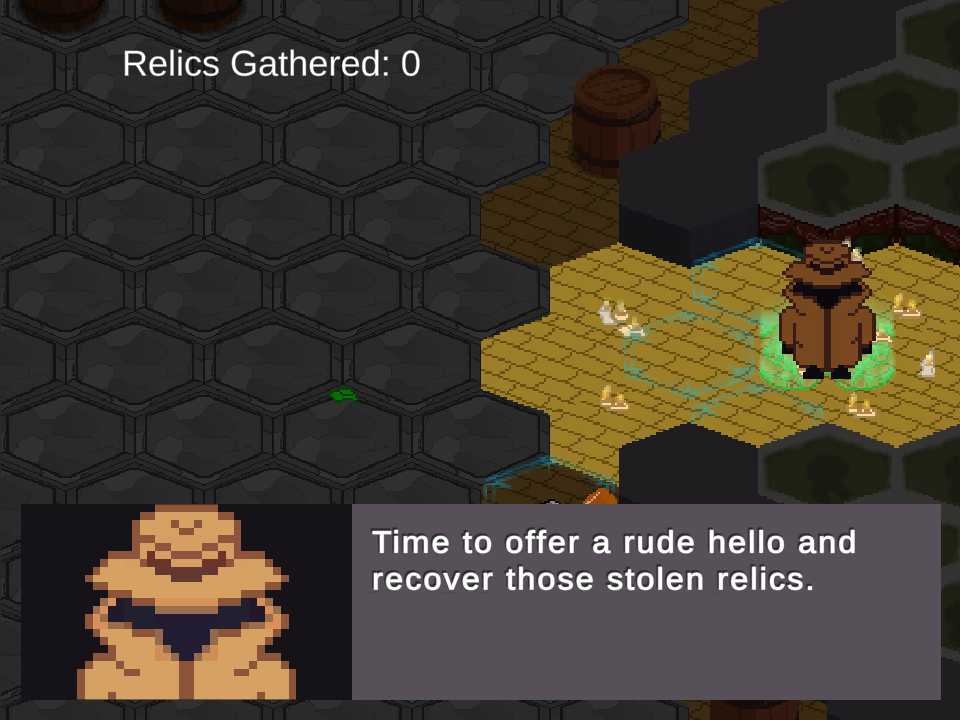 Relics Gathered: 0
Time to offer a rude hello and
recover those stolen relics.